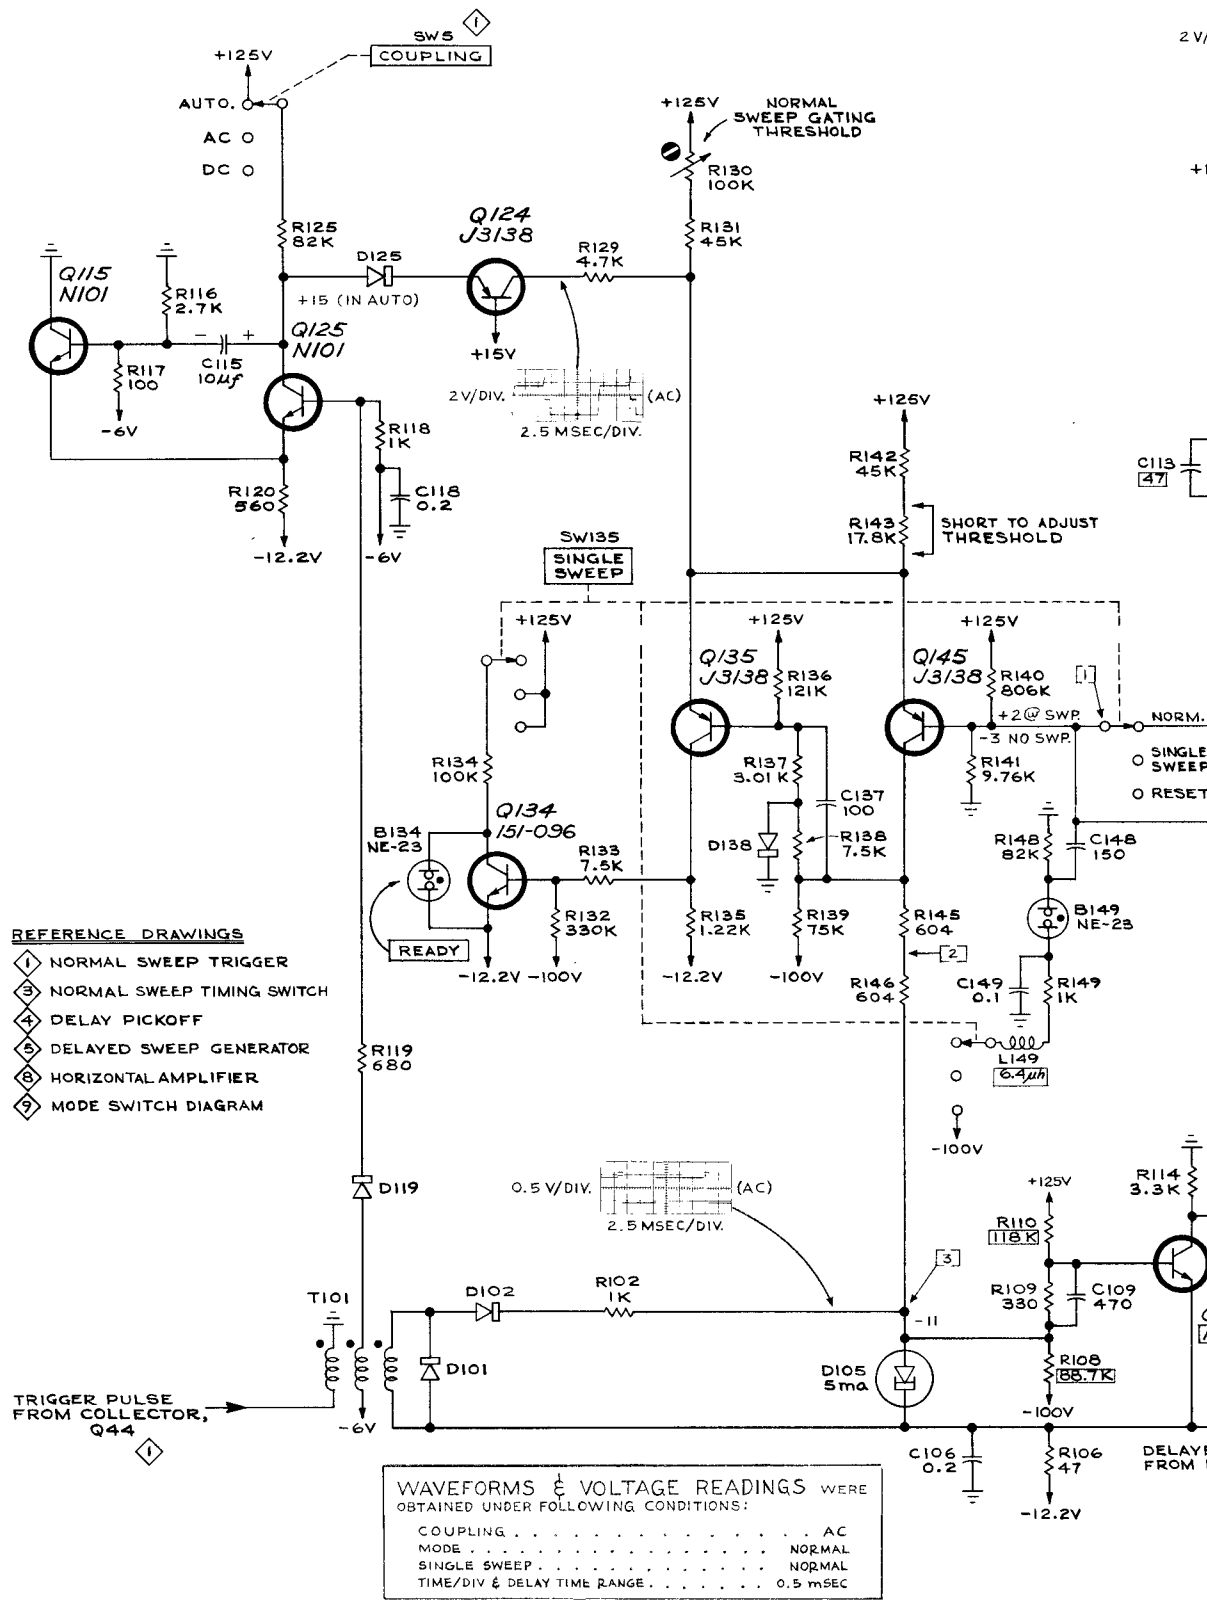 SW5
1
COUPLING
+125V
AUTO.
AC
DC
2 V/
+125V
NORMAL
SWEEP GATING
THRESHOLD
R130
100K
R125
82K
Q124
J3138
R131
45K
D125
R129
4.7K
Q115
N101
R116
2.7K
+15 (IN AUTO)
Q125
N101
C115
10µf
R117
100
-6V
+15V
2V/DIV.
(AC)
2.5 MSEC/DIV.
R118
1K
+125V
R142
45K
C113
47
R120
560
C118
0.2
-12.2V
-6V
R143
17.8K
SHORT TO ADJUST
THRESHOLD
SW135
SINGLE
SWEEP
+125V
+125V
+125V
Q135
J3138
R136
121K
Q145
J3138
R140
806K
1
+2@ SWP.
-3 NO SWP.
NORM.
SINGLE
SWEEP
RESET
R134
100K
R137
3.01K
R141
9.76K
C137
100
Q134
151-096
B134
NE-23
R133
7.5K
D138
R138
7.5K
R148
82K
C148
150
R132
330K
R135
1.22K
R139
75K
R145
604
B149
NE-23
READY
2
-12.2V
-100V
-12.2V
-100V
R146
604
C149
0.1
R149
1K
REFERENCE DRAWINGS
1 NORMAL SWEEP TRIGGER
3 NORMAL SWEEP TIMING SWITCH
4 DELAY PICKOFF
5 DELAYED SWEEP GENERATOR
8 HORIZONTAL AMPLIFIER
9 MODE SWITCH DIAGRAM
R119
680
L149
6.4µh
-100V
D119
0.5 V/DIV.
(AC)
2.5 MSEC/DIV.
+125V
R114
3.3K
R110
118K
3
T101
D102
R102
1K
R109
330
C109
470
-11
D101
D105
5ma
R108
88.7K
TRIGGER PULSE
FROM COLLECTOR,
Q44
1
-6V
-100V
C106
0.2
R106
47
-12.2V
WAVEFORMS & VOLTAGE READINGS WERE
OBTAINED UNDER FOLLOWING CONDITIONS:
COUPLING . . . . . . . . . . . . . . AC
MODE . . . . . . . . . . . . . . . NORMAL
SINGLE SWEEP . . . . . . . . . . . NORMAL
TIME/DIV & DELAY TIME RANGE . . . . . . . 0.5 mSEC